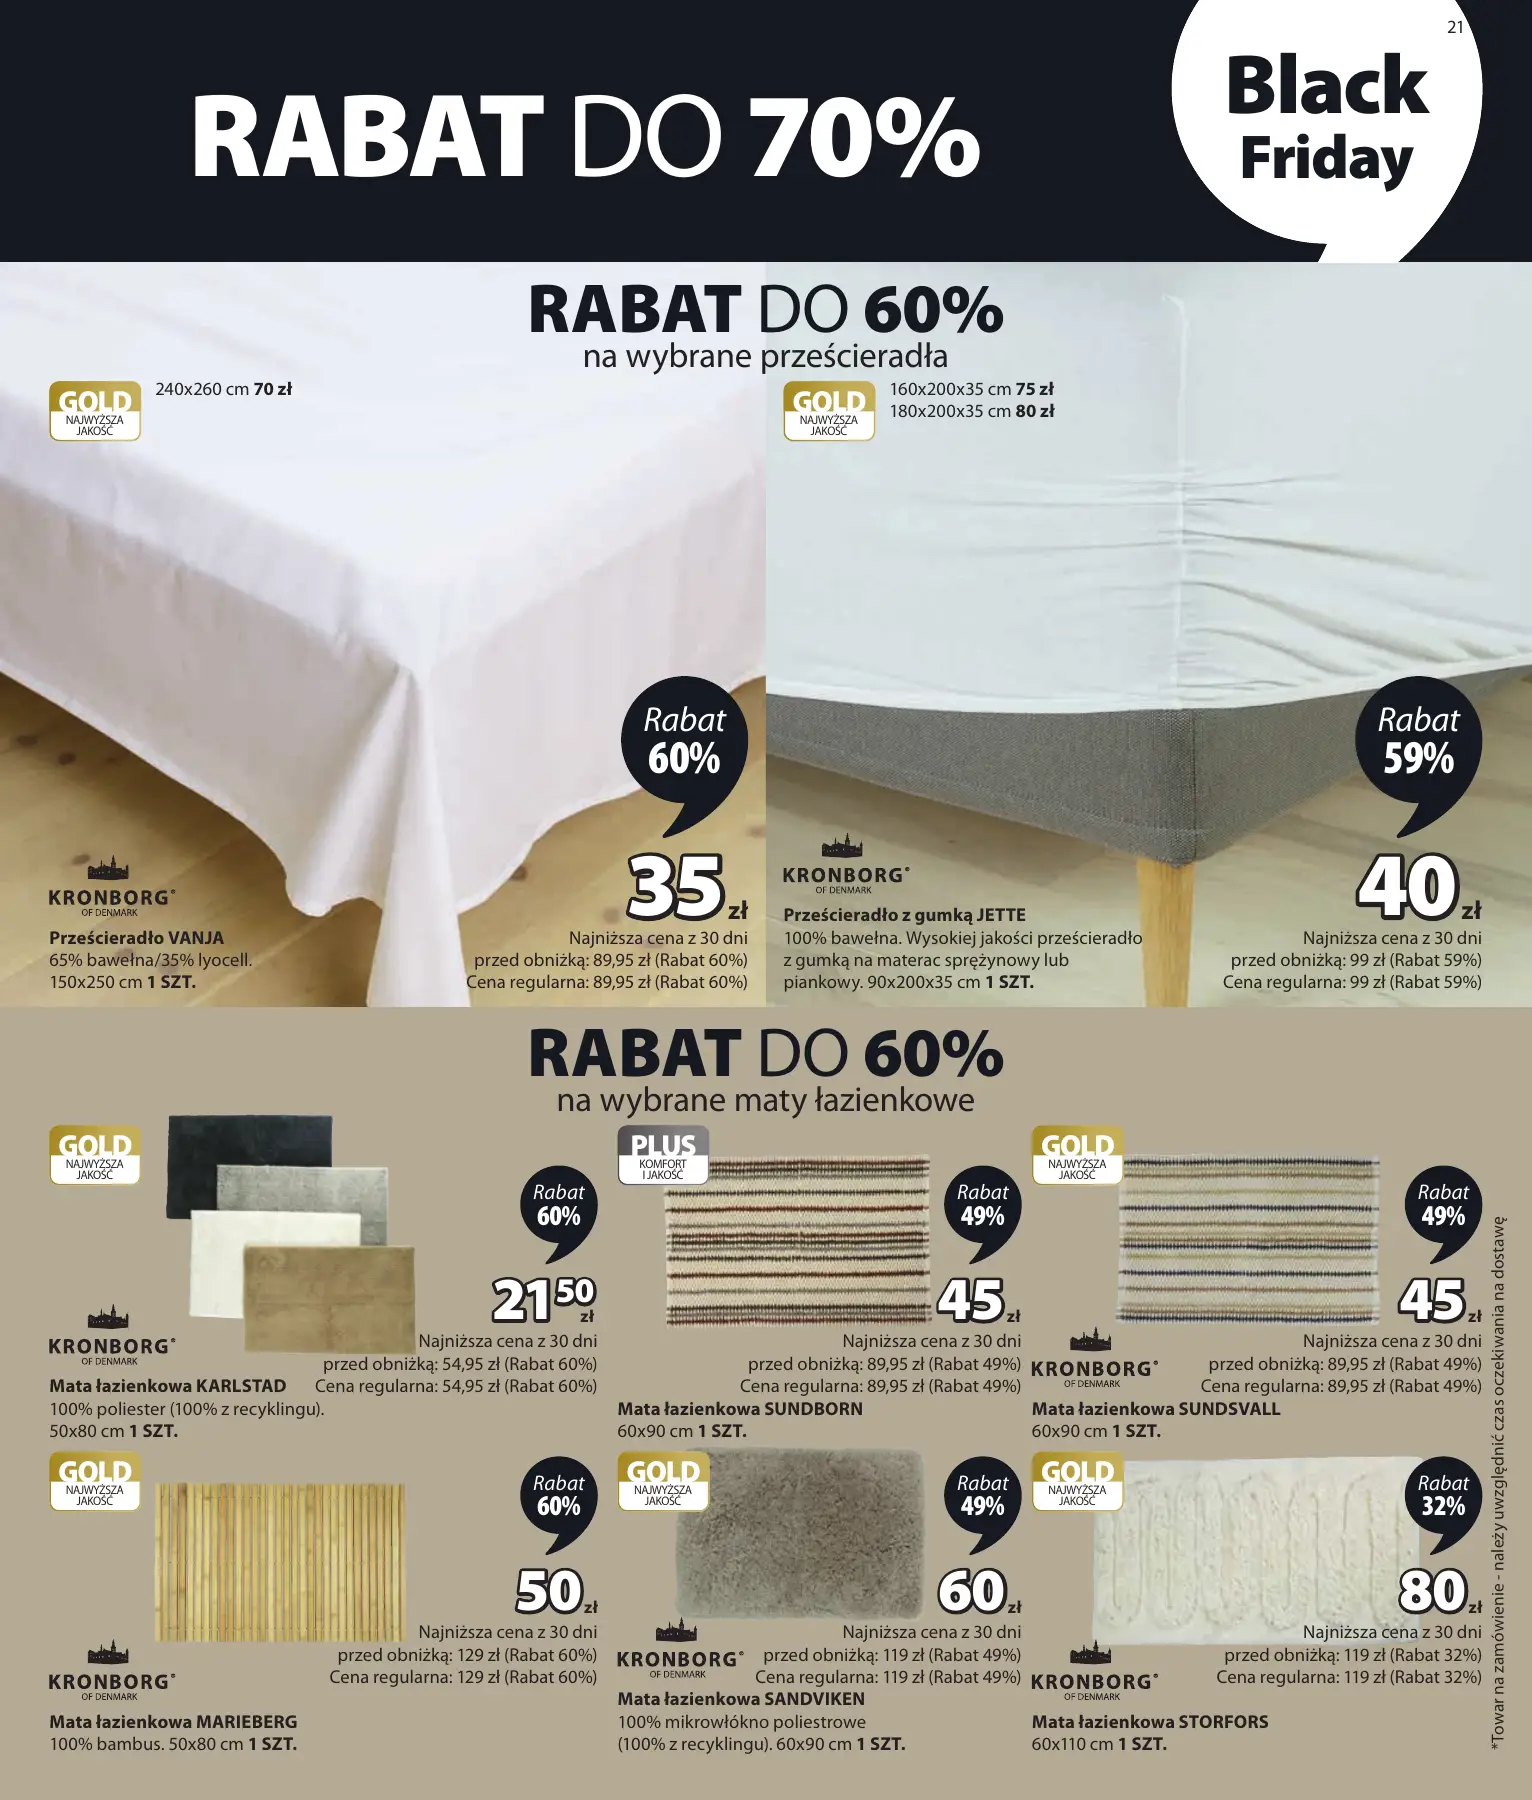 21
Black
Friday
RABAT DO 70%
RABAT DO 60%
na wybrane prześcieradła
GOLD
NAJWYŻSZA
JAKOŚĆ
240x260 cm 70 zł
Rabat
60%
35 zł
KRONBORG®
OF DENMARK
Prześcieradło VANJA
65% bawełna/35% lyocell.
150x250 cm 1 SZT.
Najniższa cena z 30 dni
przed obniżką: 89,95 zł (Rabat 60%)
Cena regularna: 89,95 zł (Rabat 60%)
GOLD
NAJWYŻSZA
JAKOŚĆ
160x200x35 cm 75 zł
180x200x35 cm 80 zł
Rabat
59%
40 zł
KRONBORG®
OF DENMARK
Prześcieradło z gumką JETTE
100% bawełna. Wysokiej jakości prześcieradło
z gumką na materac sprężynowy lub
piankowy. 90x200x35 cm 1 SZT.
Najniższa cena z 30 dni
przed obniżką: 99 zł (Rabat 59%)
Cena regularna: 99 zł (Rabat 59%)
RABAT DO 60%
na wybrane maty łazienkowe
GOLD
NAJWYŻSZA
JAKOŚĆ
Rabat
60%
21 50 zł
KRONBORG®
OF DENMARK
Najniższa cena z 30 dni
przed obniżką: 54,95 zł (Rabat 60%)
Cena regularna: 54,95 zł (Rabat 60%)
Mata łazienkowa KARLSTAD
100% poliester (100% z recyklingu).
50x80 cm 1 SZT.
PLUS
KOMFORT
I JAKOŚĆ
Rabat
49%
45 zł
Najniższa cena z 30 dni
przed obniżką: 89,95 zł (Rabat 49%)
Cena regularna: 89,95 zł (Rabat 49%)
Mata łazienkowa SUNDBORN
60x90 cm 1 SZT.
GOLD
NAJWYŻSZA
JAKOŚĆ
Rabat
49%
45 zł
KRONBORG®
OF DENMARK
Najniższa cena z 30 dni
przed obniżką: 89,95 zł (Rabat 49%)
Cena regularna: 89,95 zł (Rabat 49%)
Mata łazienkowa SUNDSVALL
60x90 cm 1 SZT.
GOLD
NAJWYŻSZA
JAKOŚĆ
Rabat
60%
50 zł
KRONBORG®
OF DENMARK
Najniższa cena z 30 dni
przed obniżką: 129 zł (Rabat 60%)
Cena regularna: 129 zł (Rabat 60%)
Mata łazienkowa MARIEBERG
100% bambus. 50x80 cm 1 SZT.
GOLD
NAJWYŻSZA
JAKOŚĆ
Rabat
49%
60 zł
KRONBORG®
OF DENMARK
Najniższa cena z 30 dni
przed obniżką: 119 zł (Rabat 49%)
Cena regularna: 119 zł (Rabat 49%)
Mata łazienkowa SANDVIKEN
100% mikrowłókno poliestrowe
(100% z recyklingu). 60x90 cm 1 SZT.
GOLD
NAJWYŻSZA
JAKOŚĆ
Rabat
32%
80 zł
KRONBORG®
OF DENMARK
Najniższa cena z 30 dni
przed obniżką: 119 zł (Rabat 32%)
Cena regularna: 119 zł (Rabat 32%)
Mata łazienkowa STORFORS
60x110 cm 1 SZT.
*Towar na zamówienie - należy uwzględnić czas oczekiwania na dostawę